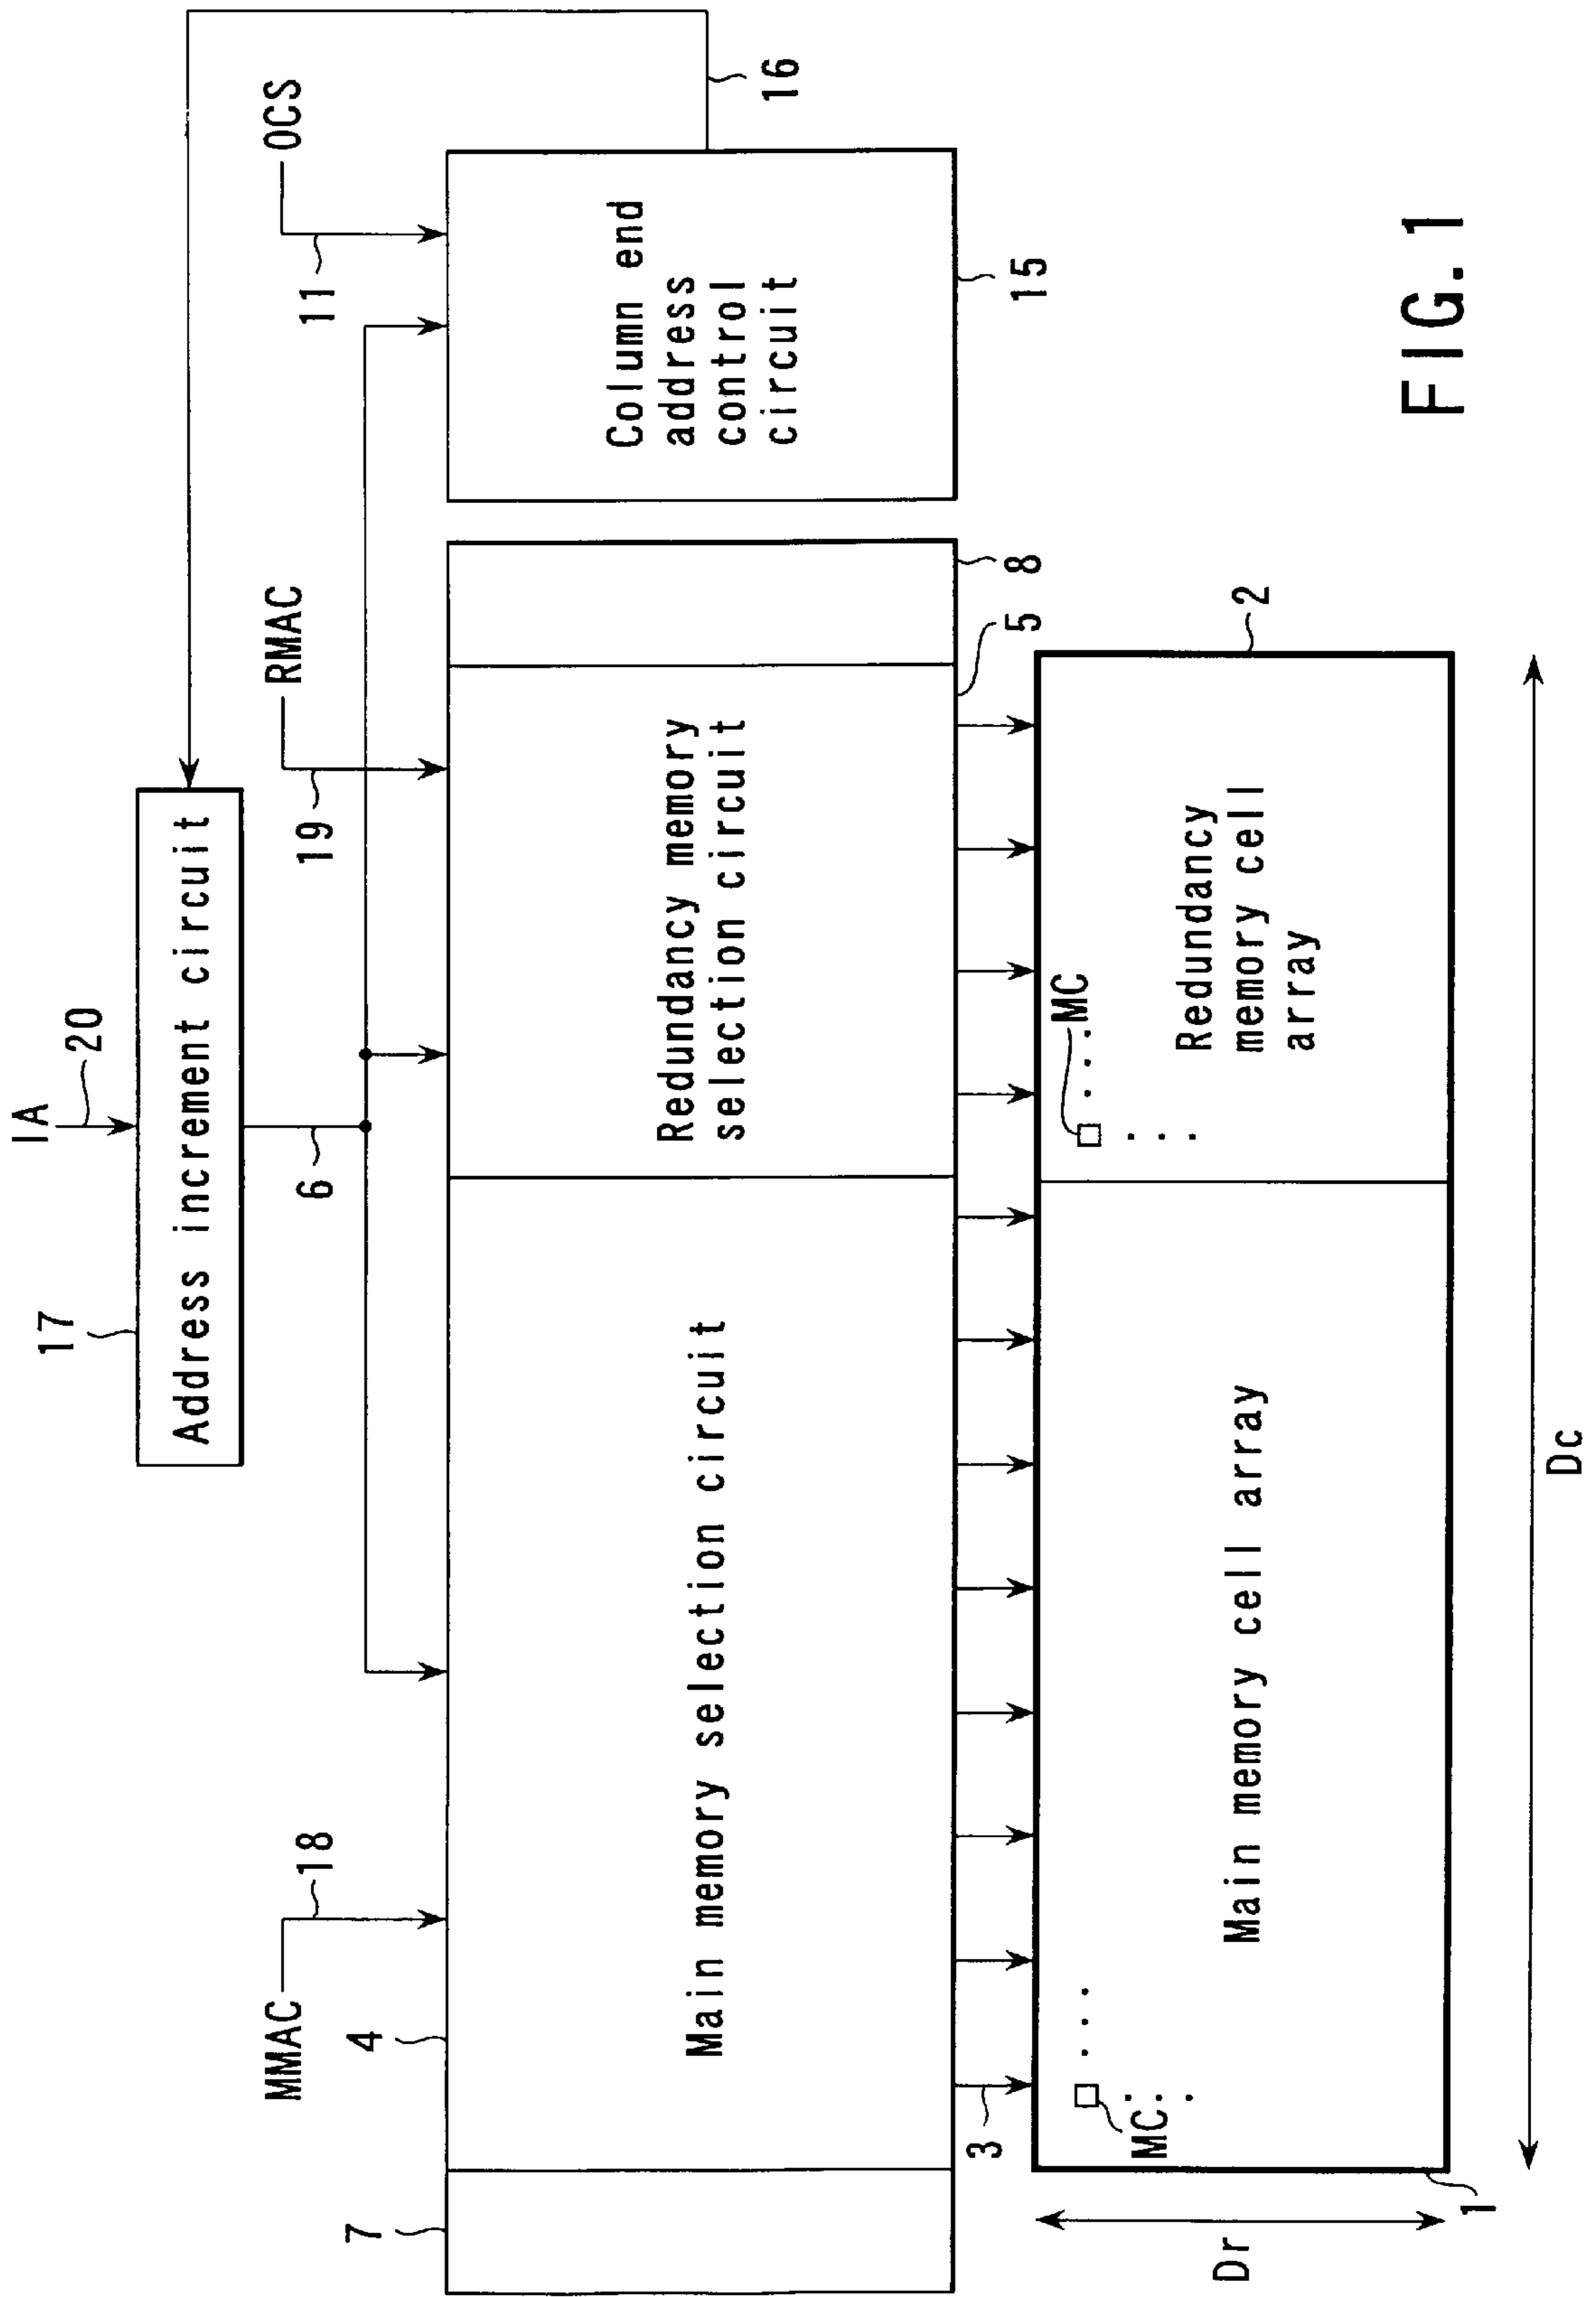 IA
20
17
Address increment circuit
6
MMAC
18
RMAC
19
OCS
11
16
7
4
Main memory selection circuit
Redundancy memory
selection circuit
8
5
Column end
address
control
circuit
15
3
MC
Main memory cell array
MC
Redundancy
memory cell
array
2
1
Dr
Dc
FIG. 1